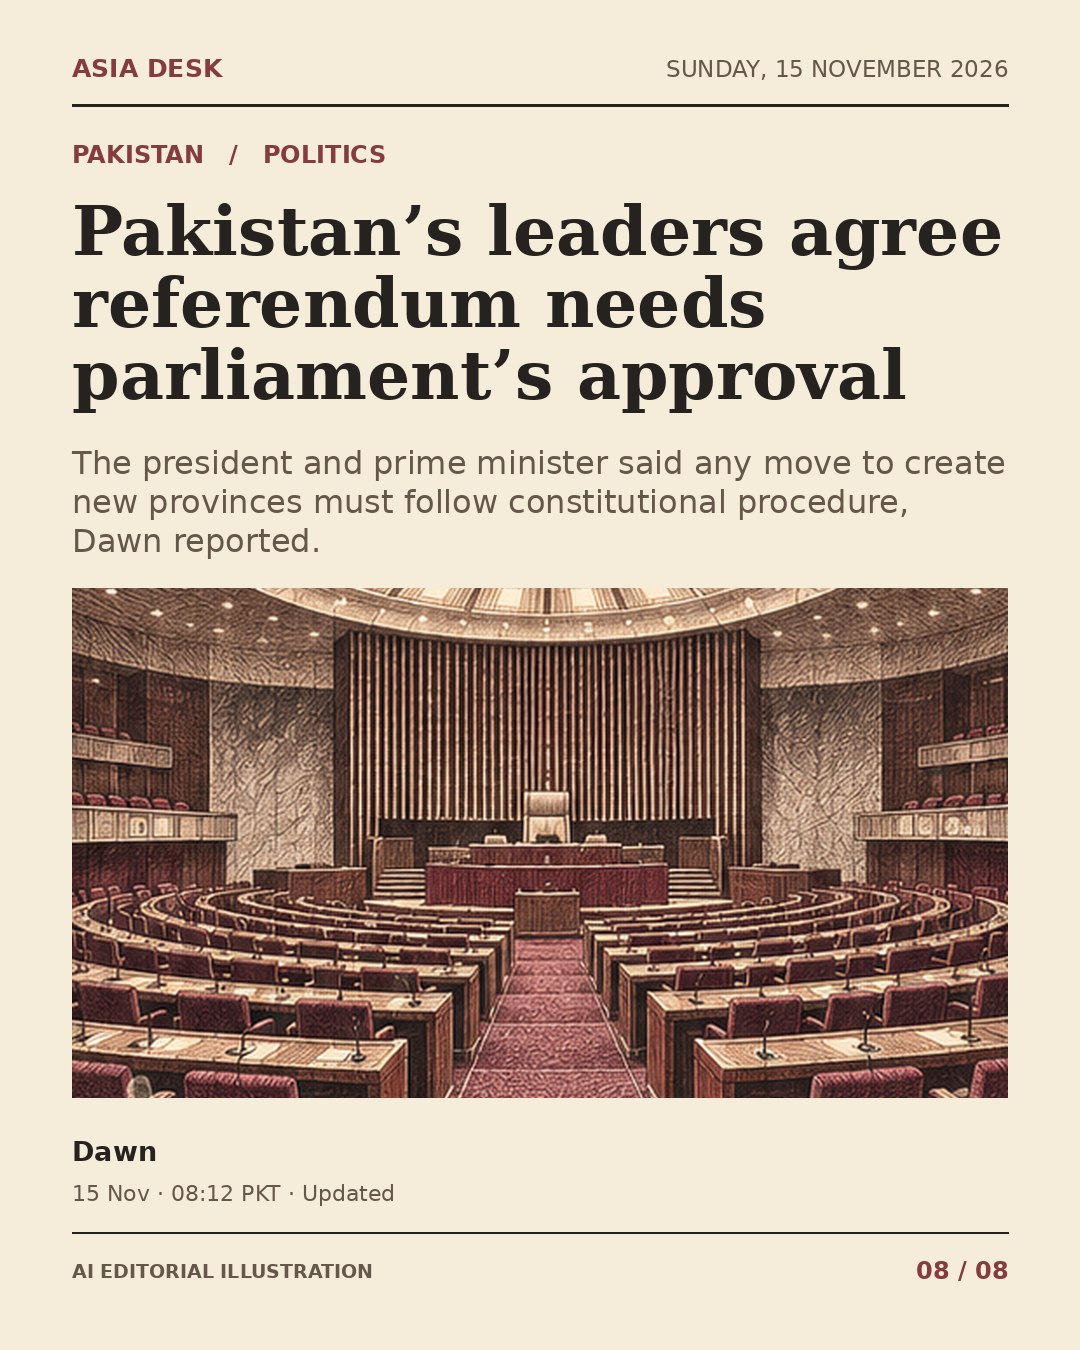 ASIA DESK
SUNDAY, 15 NOVEMBER 2026
PAKISTAN / POLITICS
Pakistan’s leaders agree
referendum needs
parliament’s approval
The president and prime minister said any move to create
new provinces must follow constitutional procedure,
Dawn reported.
Dawn
15 Nov · 08:12 PKT · Updated
AI EDITORIAL ILLUSTRATION
08 / 08